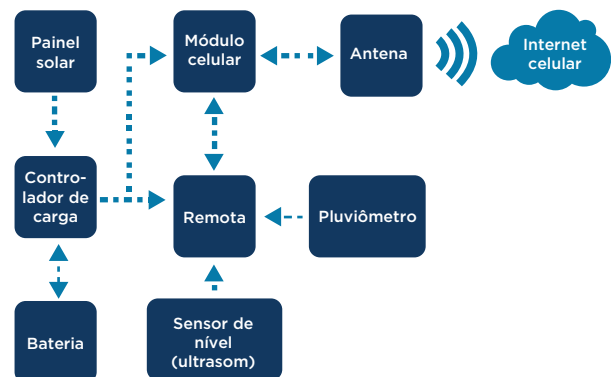 Painel
solar
Módulo
celular
Antena
Internet
celular
Contro-
lador de
carga
Remota
Pluviômetro
Bateria
Sensor de
nível
(ultrasom)